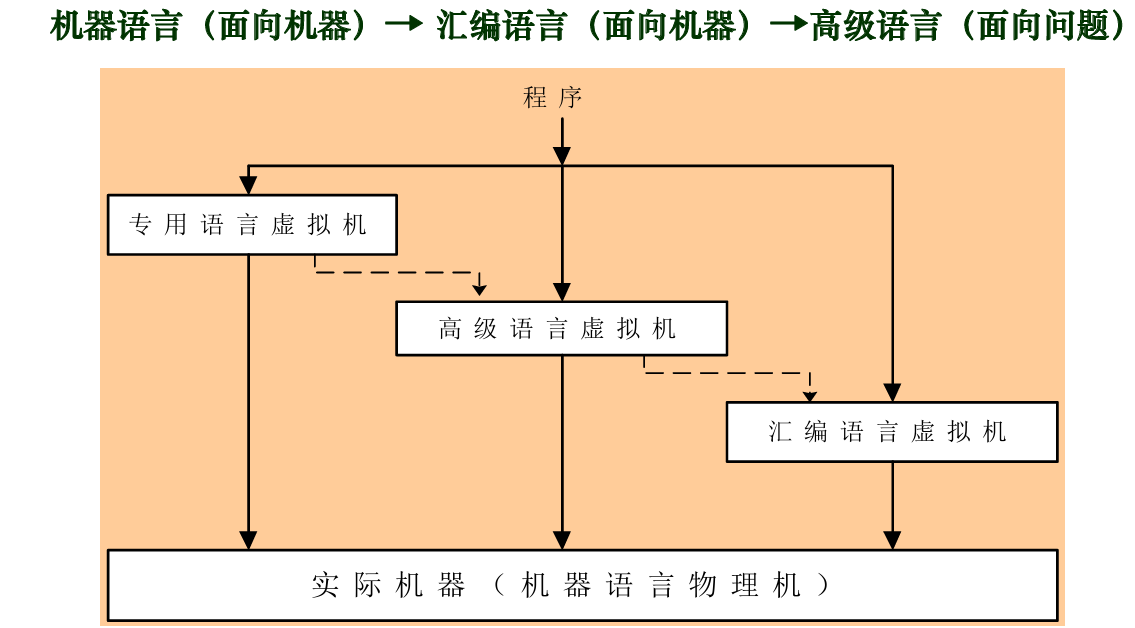 机器语言（面向机器）→ 汇编语言（面向机器）→高级语言（面向问题）
程序
专用语言虚拟机
高级语言虚拟机
汇编语言虚拟机
实际机器（机器语言物理机）